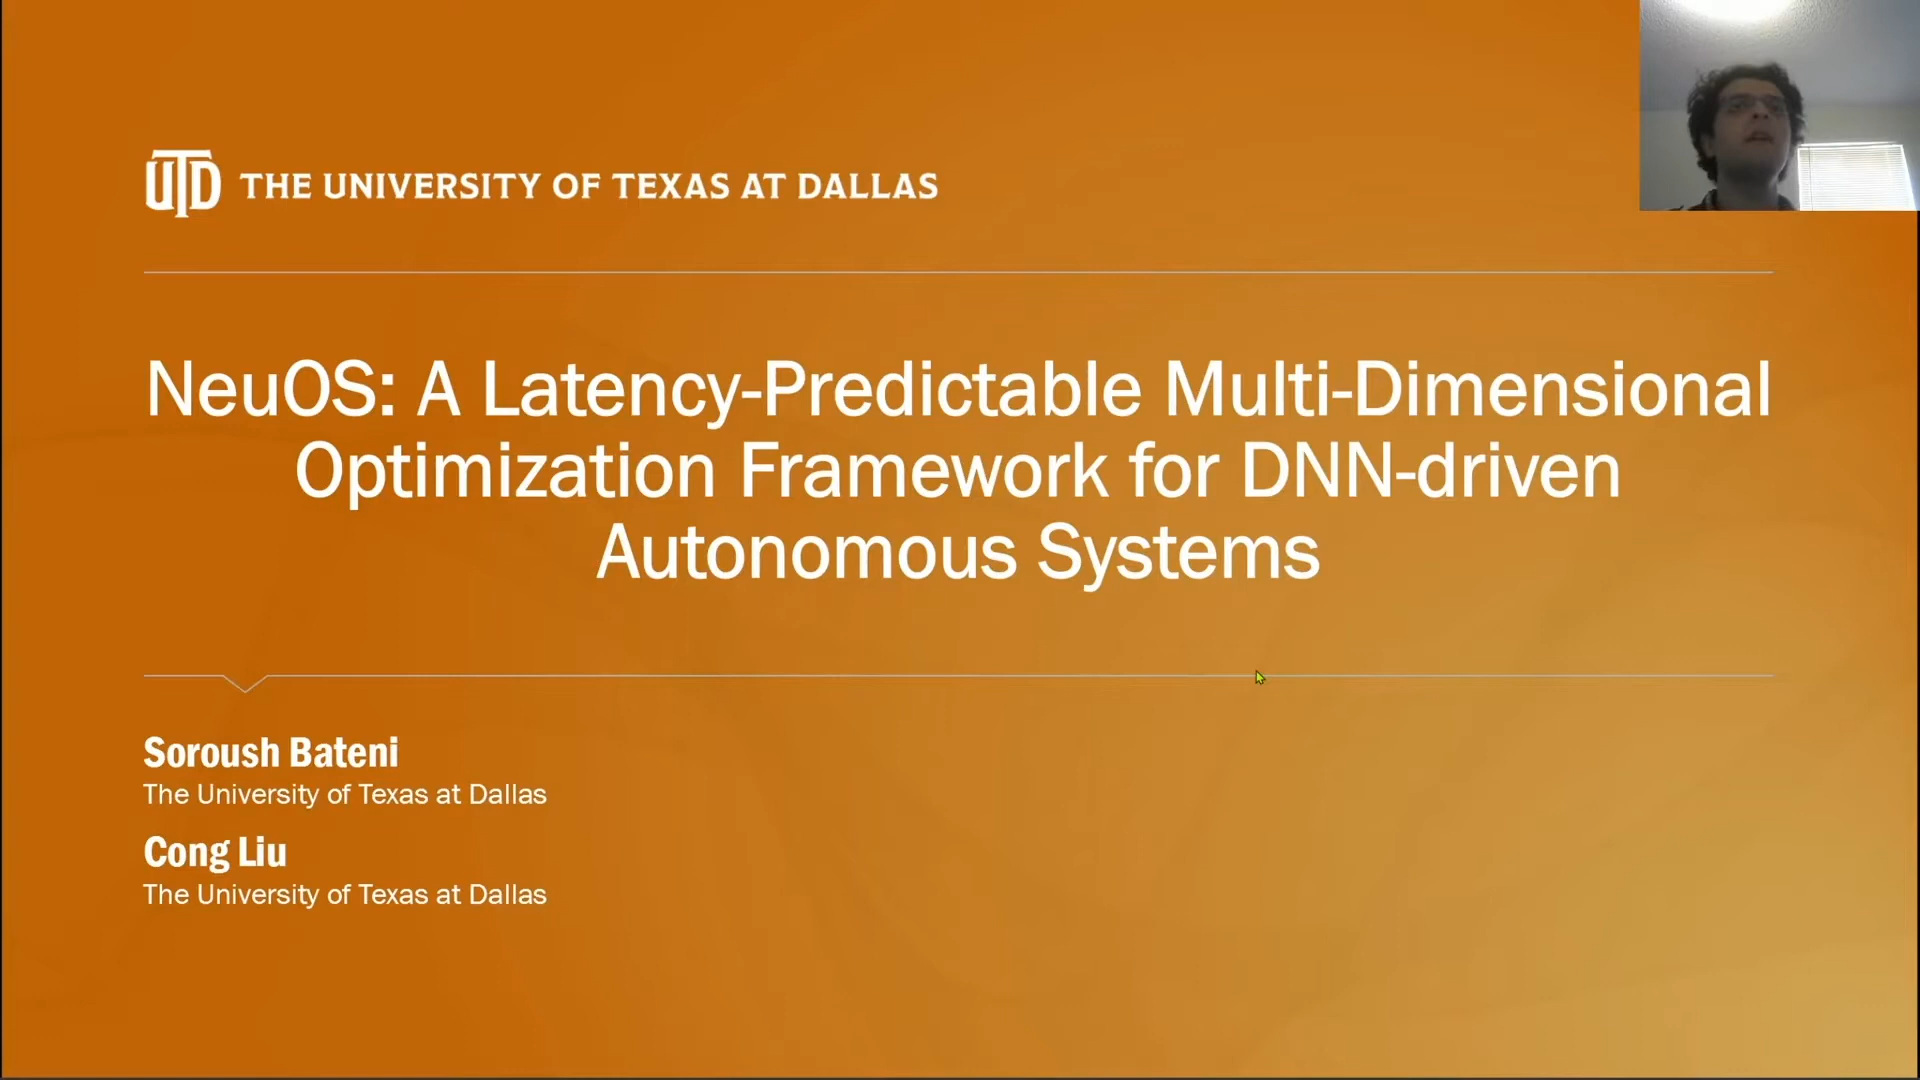 UTD THE UNIVERSITY OF TEXAS AT DALLAS
NeuOS: A Latency-Predictable Multi-Dimensional
Optimization Framework for DNN-driven
Autonomous Systems
Soroush Bateni
The University of Texas at Dallas
Cong Liu
The University of Texas at Dallas